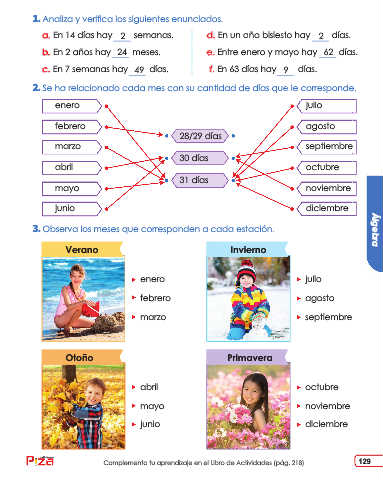 1. Analiza y verifica los siguientes enunciados.
a. En 14 días hay 2 semanas.
d. En un año bisiesto hay 2 días.
b. En 2 años hay 24 meses.
e. Entre enero y mayo hay 62 días.
c. En 7 semanas hay 49 días.
f. En 63 días hay 9 días.
2. Se ha relacionado cada mes con su cantidad de días que le corresponde.
enero
julio
febrero
agosto
28/29 días
marzo
septiembre
30 días
abril
octubre
31 días
mayo
noviembre
junio
diciembre
3. Observa los meses que corresponden a cada estación.
Verano
Invierno
enero
julio
febrero
agosto
marzo
septiembre
Otoño
Primavera
abril
octubre
mayo
noviembre
junio
diciembre
Álgebra
Complementa tu aprendizaje en el Libro de Actividades (pág. 218)
129